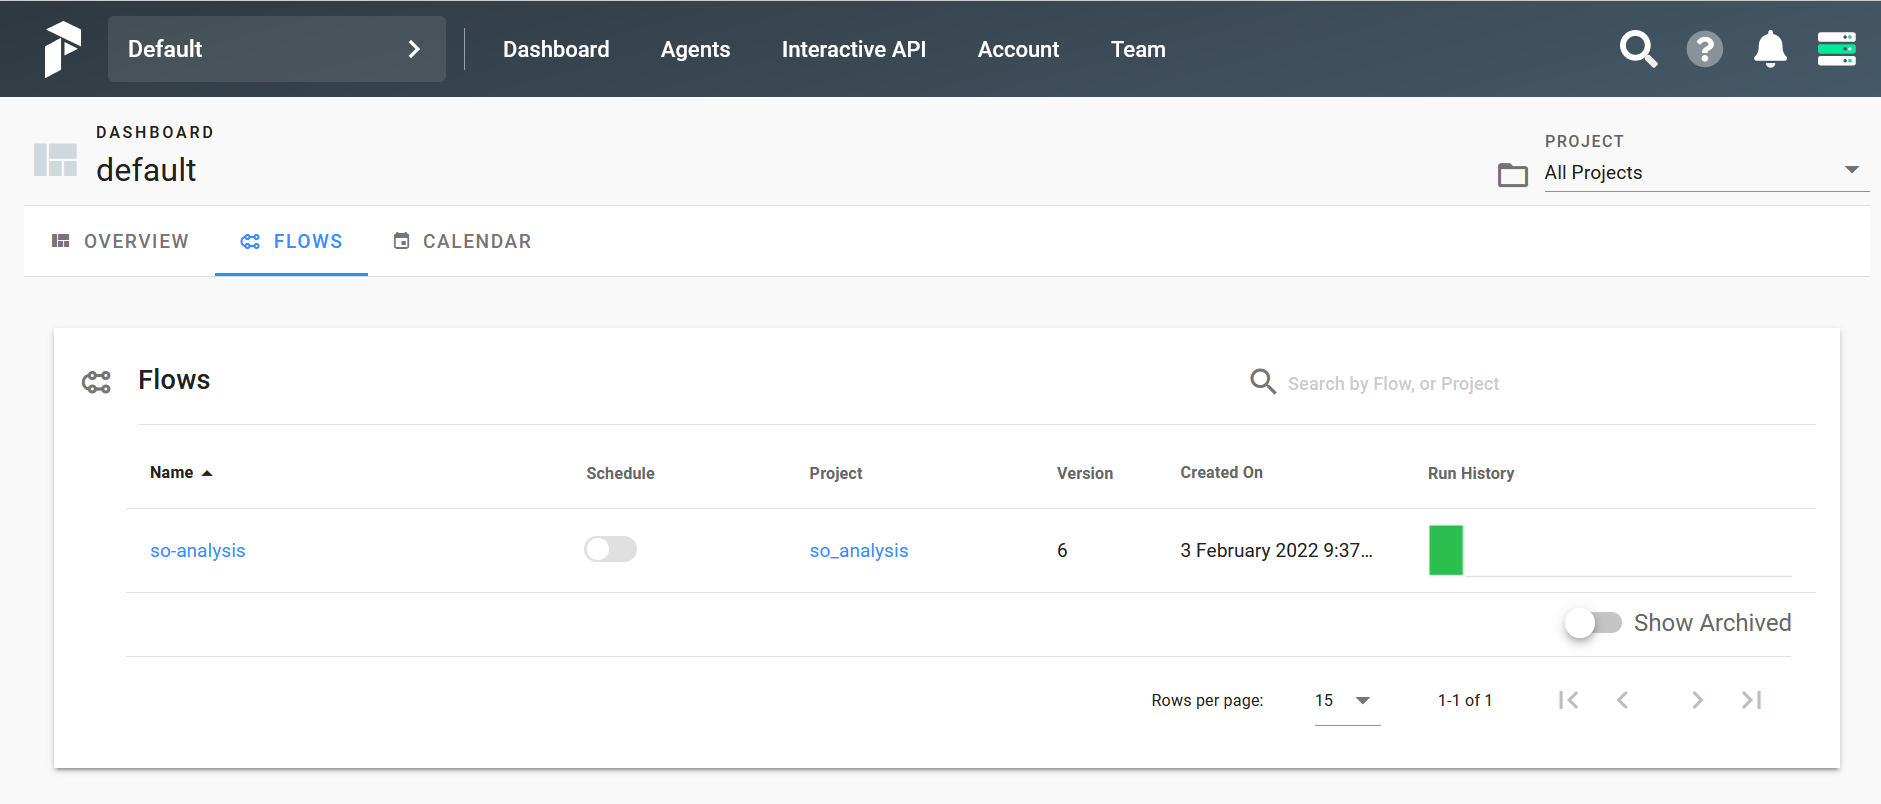 Default
Dashboard
Agents
Interactive API
Account
Team
?
DASHBOARD
default
PROJECT
All Projects
OVERVIEW
FLOWS
CALENDAR
Flows
Search by Flow, or Project
Name
Schedule
Project
Version
Created On
Run History
so-analysis
so_analysis
6
3 February 2022 9:37...
Show Archived
Rows per page:
15
1-1 of 1